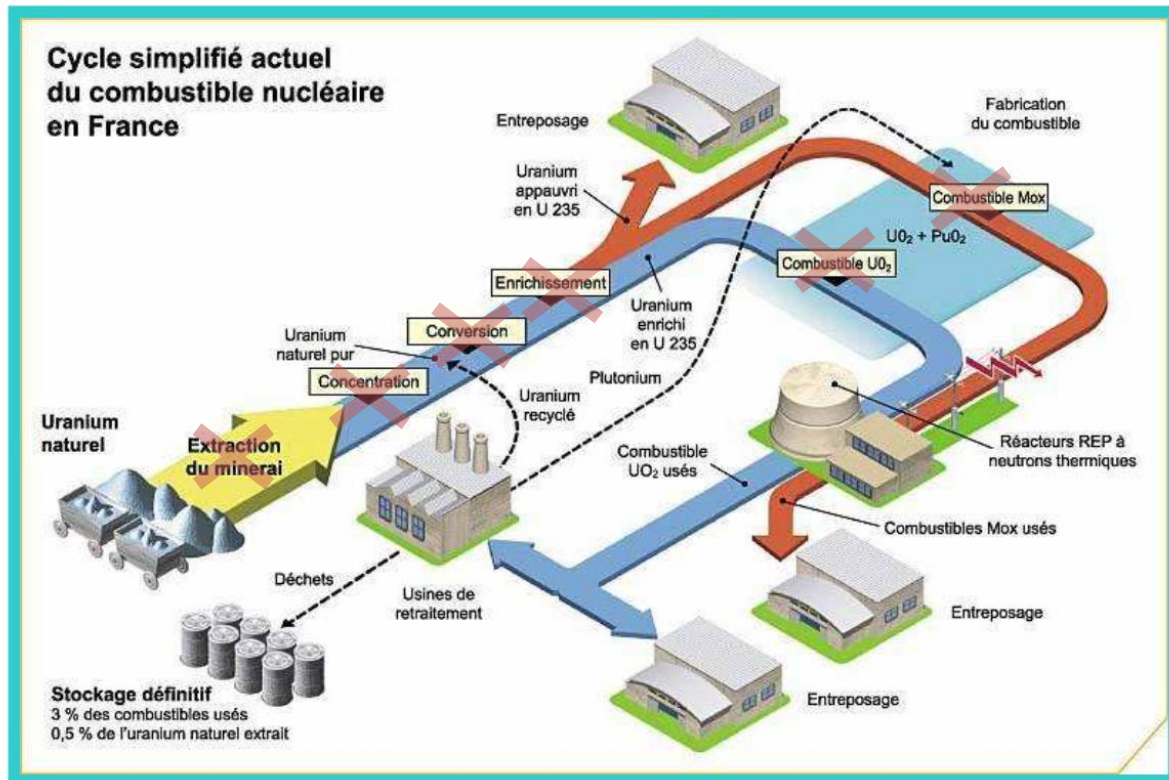 Cycle simplifié actuel
du combustible nucléaire
en France
Entreposage
Fabrication
du combustible
Uranium
appauvri
en U 235
Combustible Mox
U0₂ + Pu0₂
Combustible U0₂
Enrichissement
Uranium
enrichi
en U 235
Conversion
Uranium
naturel pur
Concentration
Plutonium
Uranium
recyclé
Uranium
naturel
Extraction
du minerai
Combustible
UO₂ usés
Réacteurs REP à
neutrons thermiques
Combustibles Mox usés
Déchets
Usines de
retraitement
Entreposage
Entreposage
Stockage définitif
3 % des combustibles usés
0,5 % de l'uranium naturel extrait